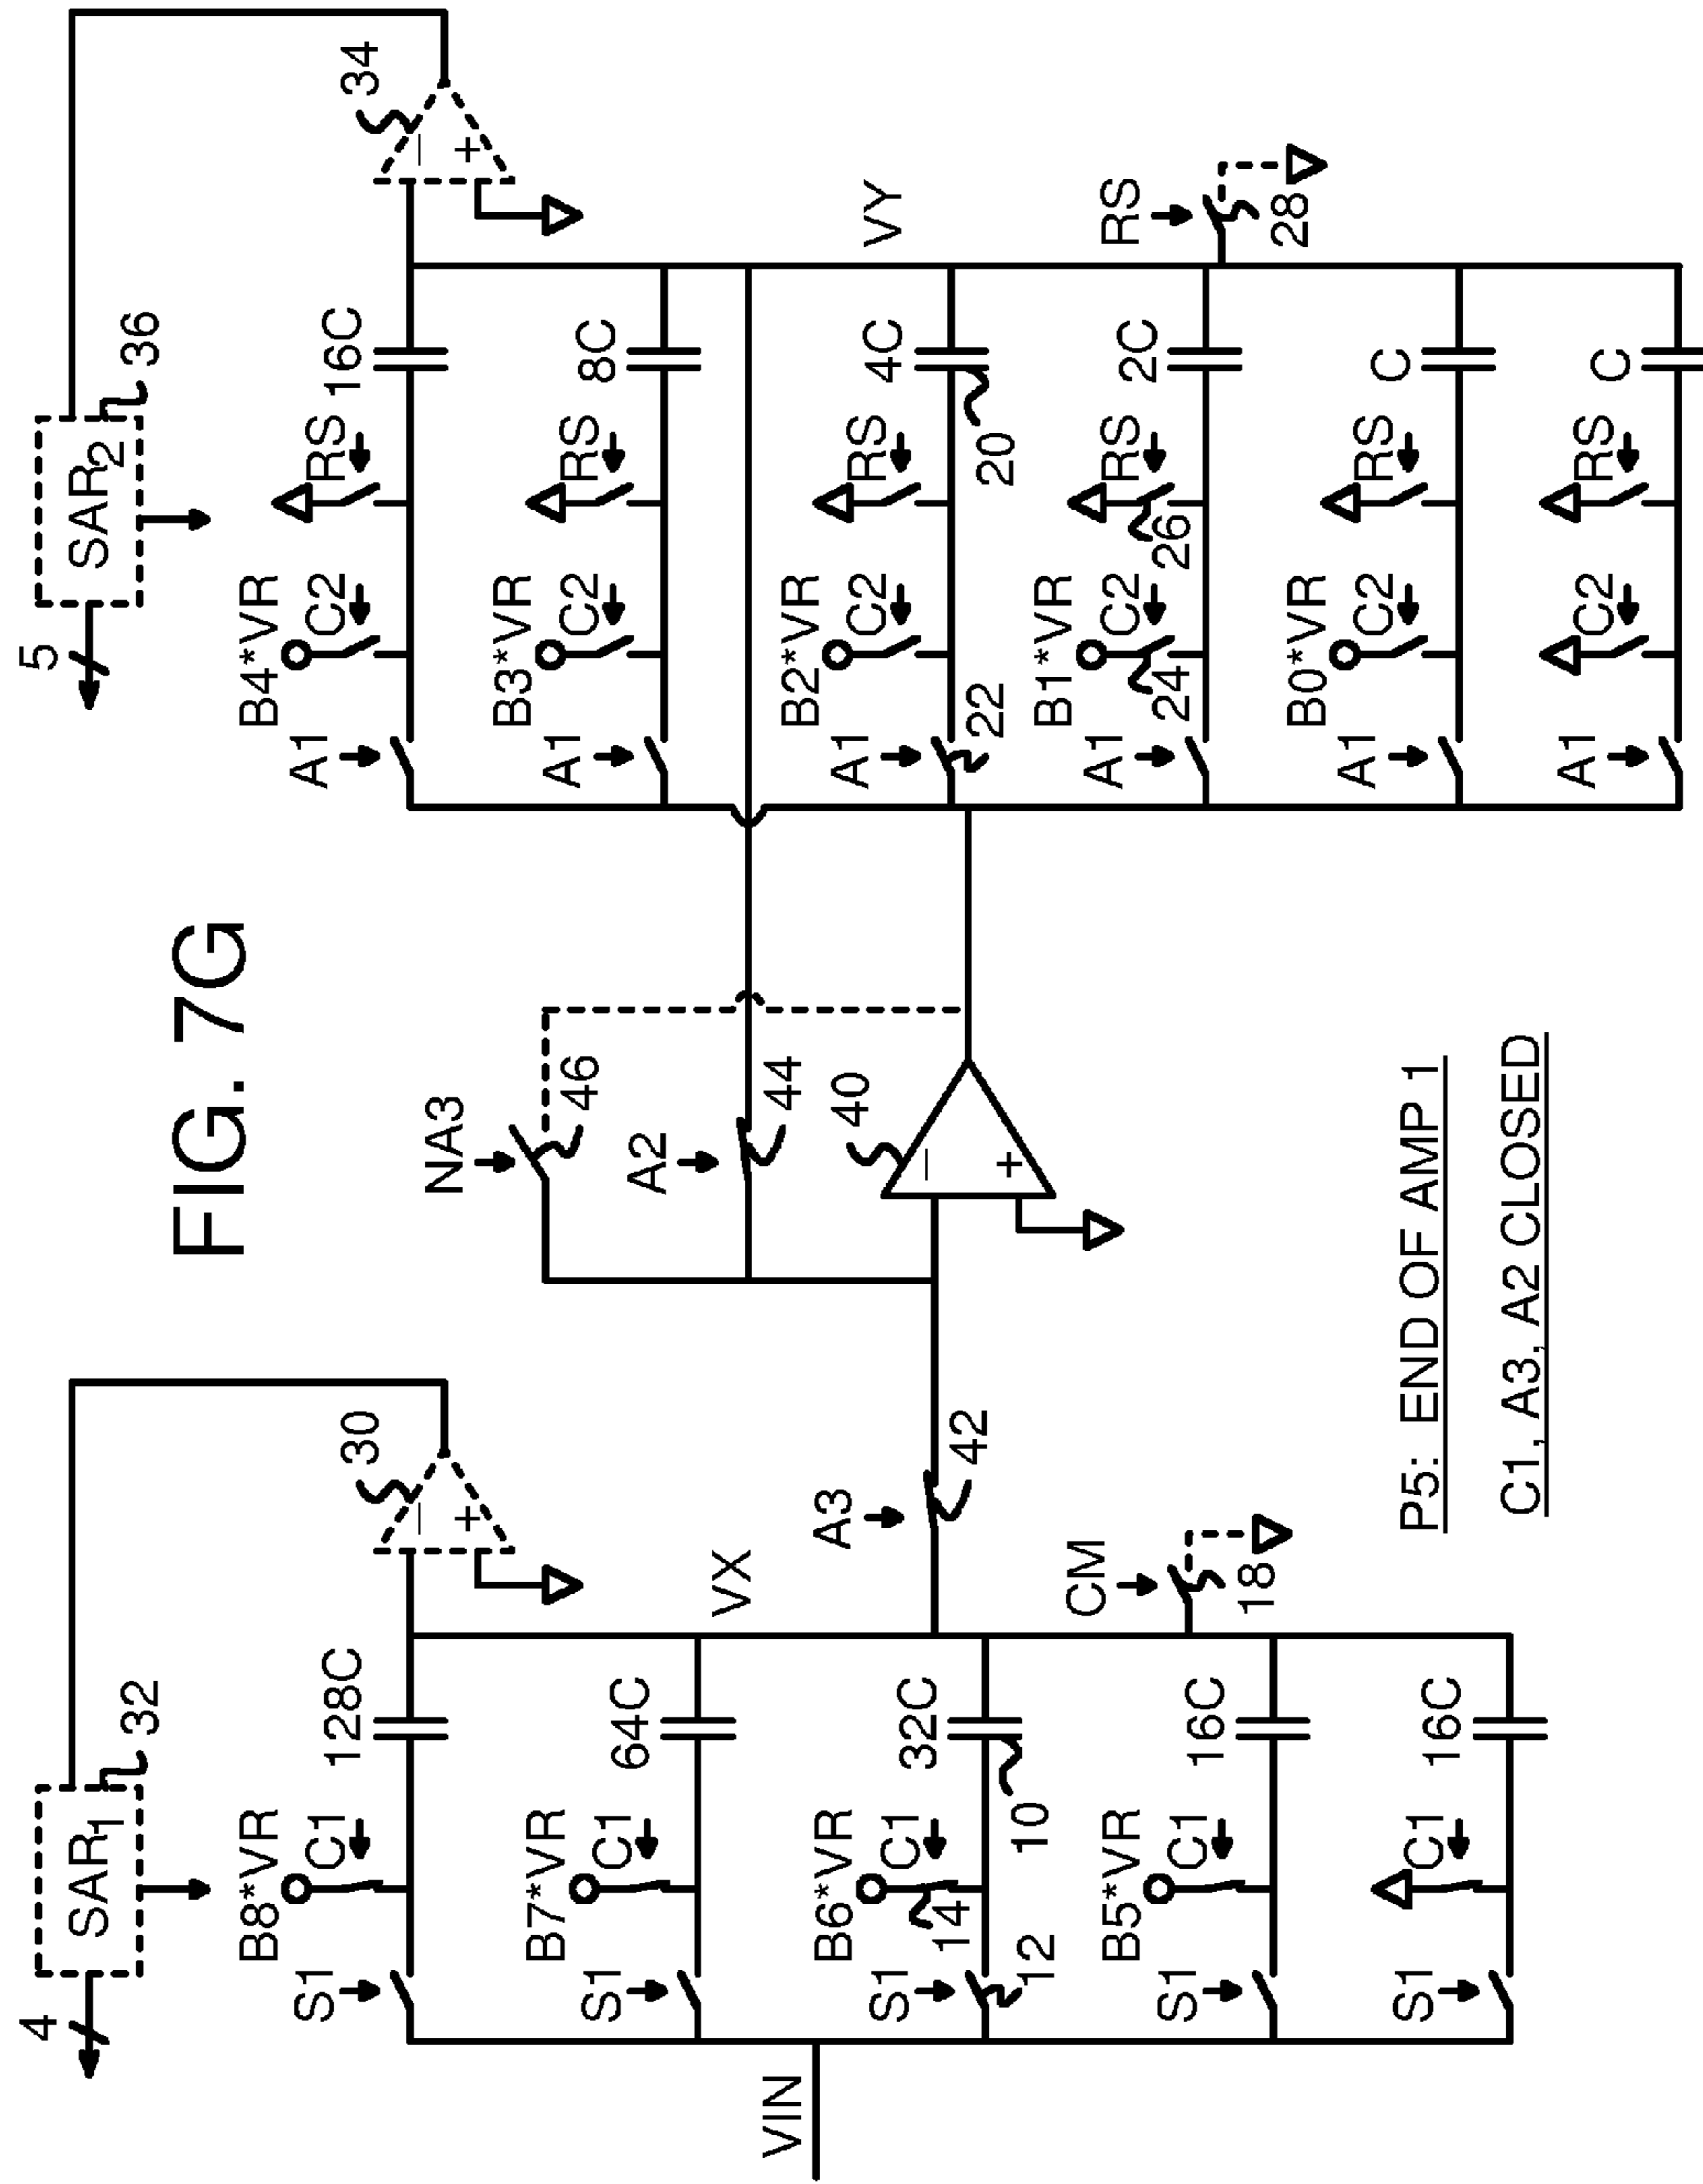 FIG. 7G
4
SAR1
32
30
−
+
B8*VR
C1
128C
S1
B7*VR
C1
64C
S1
VX
B6*VR
C1
32C
S1
14
10
12
VIN
B5*VR
C1
16C
S1
CM
18
C1
16C
S1
A3
42
NA3
46
A2
44
40
−
+
5
SAR2
36
34
−
+
B4*VR
C2
RS
16C
A1
B3*VR
C2
RS
8C
A1
B2*VR
C2
RS
4C
A1
22
20
VY
B1*VR
C2
RS
2C
A1
24
26
RS
28
B0*VR
C2
RS
C
A1
C2
RS
C
A1
P5: END OF AMP 1
C1, A3, A2 CLOSED